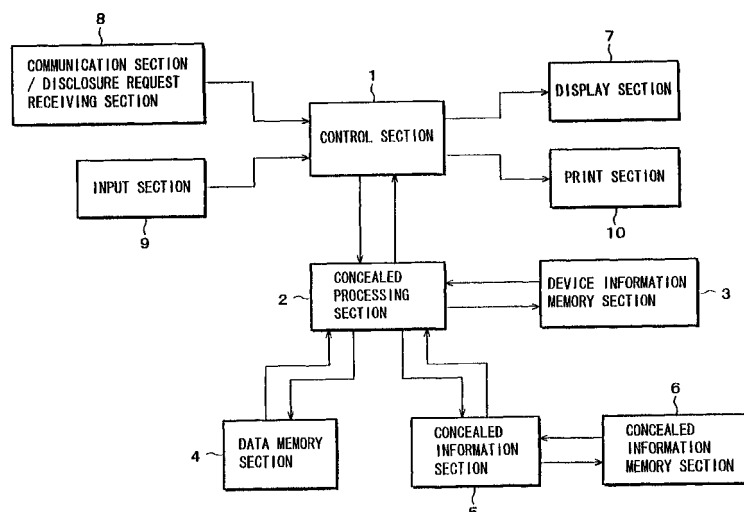 8
COMMUNICATION SECTION
/ DISCLOSURE REQUEST
RECEIVING SECTION
1
CONTROL SECTION
7
DISPLAY SECTION
INPUT SECTION
9
PRINT SECTION
10
2
CONCEALED
PROCESSING
SECTION
DEVICE INFORMATION
MEMORY SECTION
3
4
DATA MEMORY
SECTION
CONCEALED
INFORMATION
SECTION
5
6
CONCEALED
INFORMATION
MEMORY SECTION